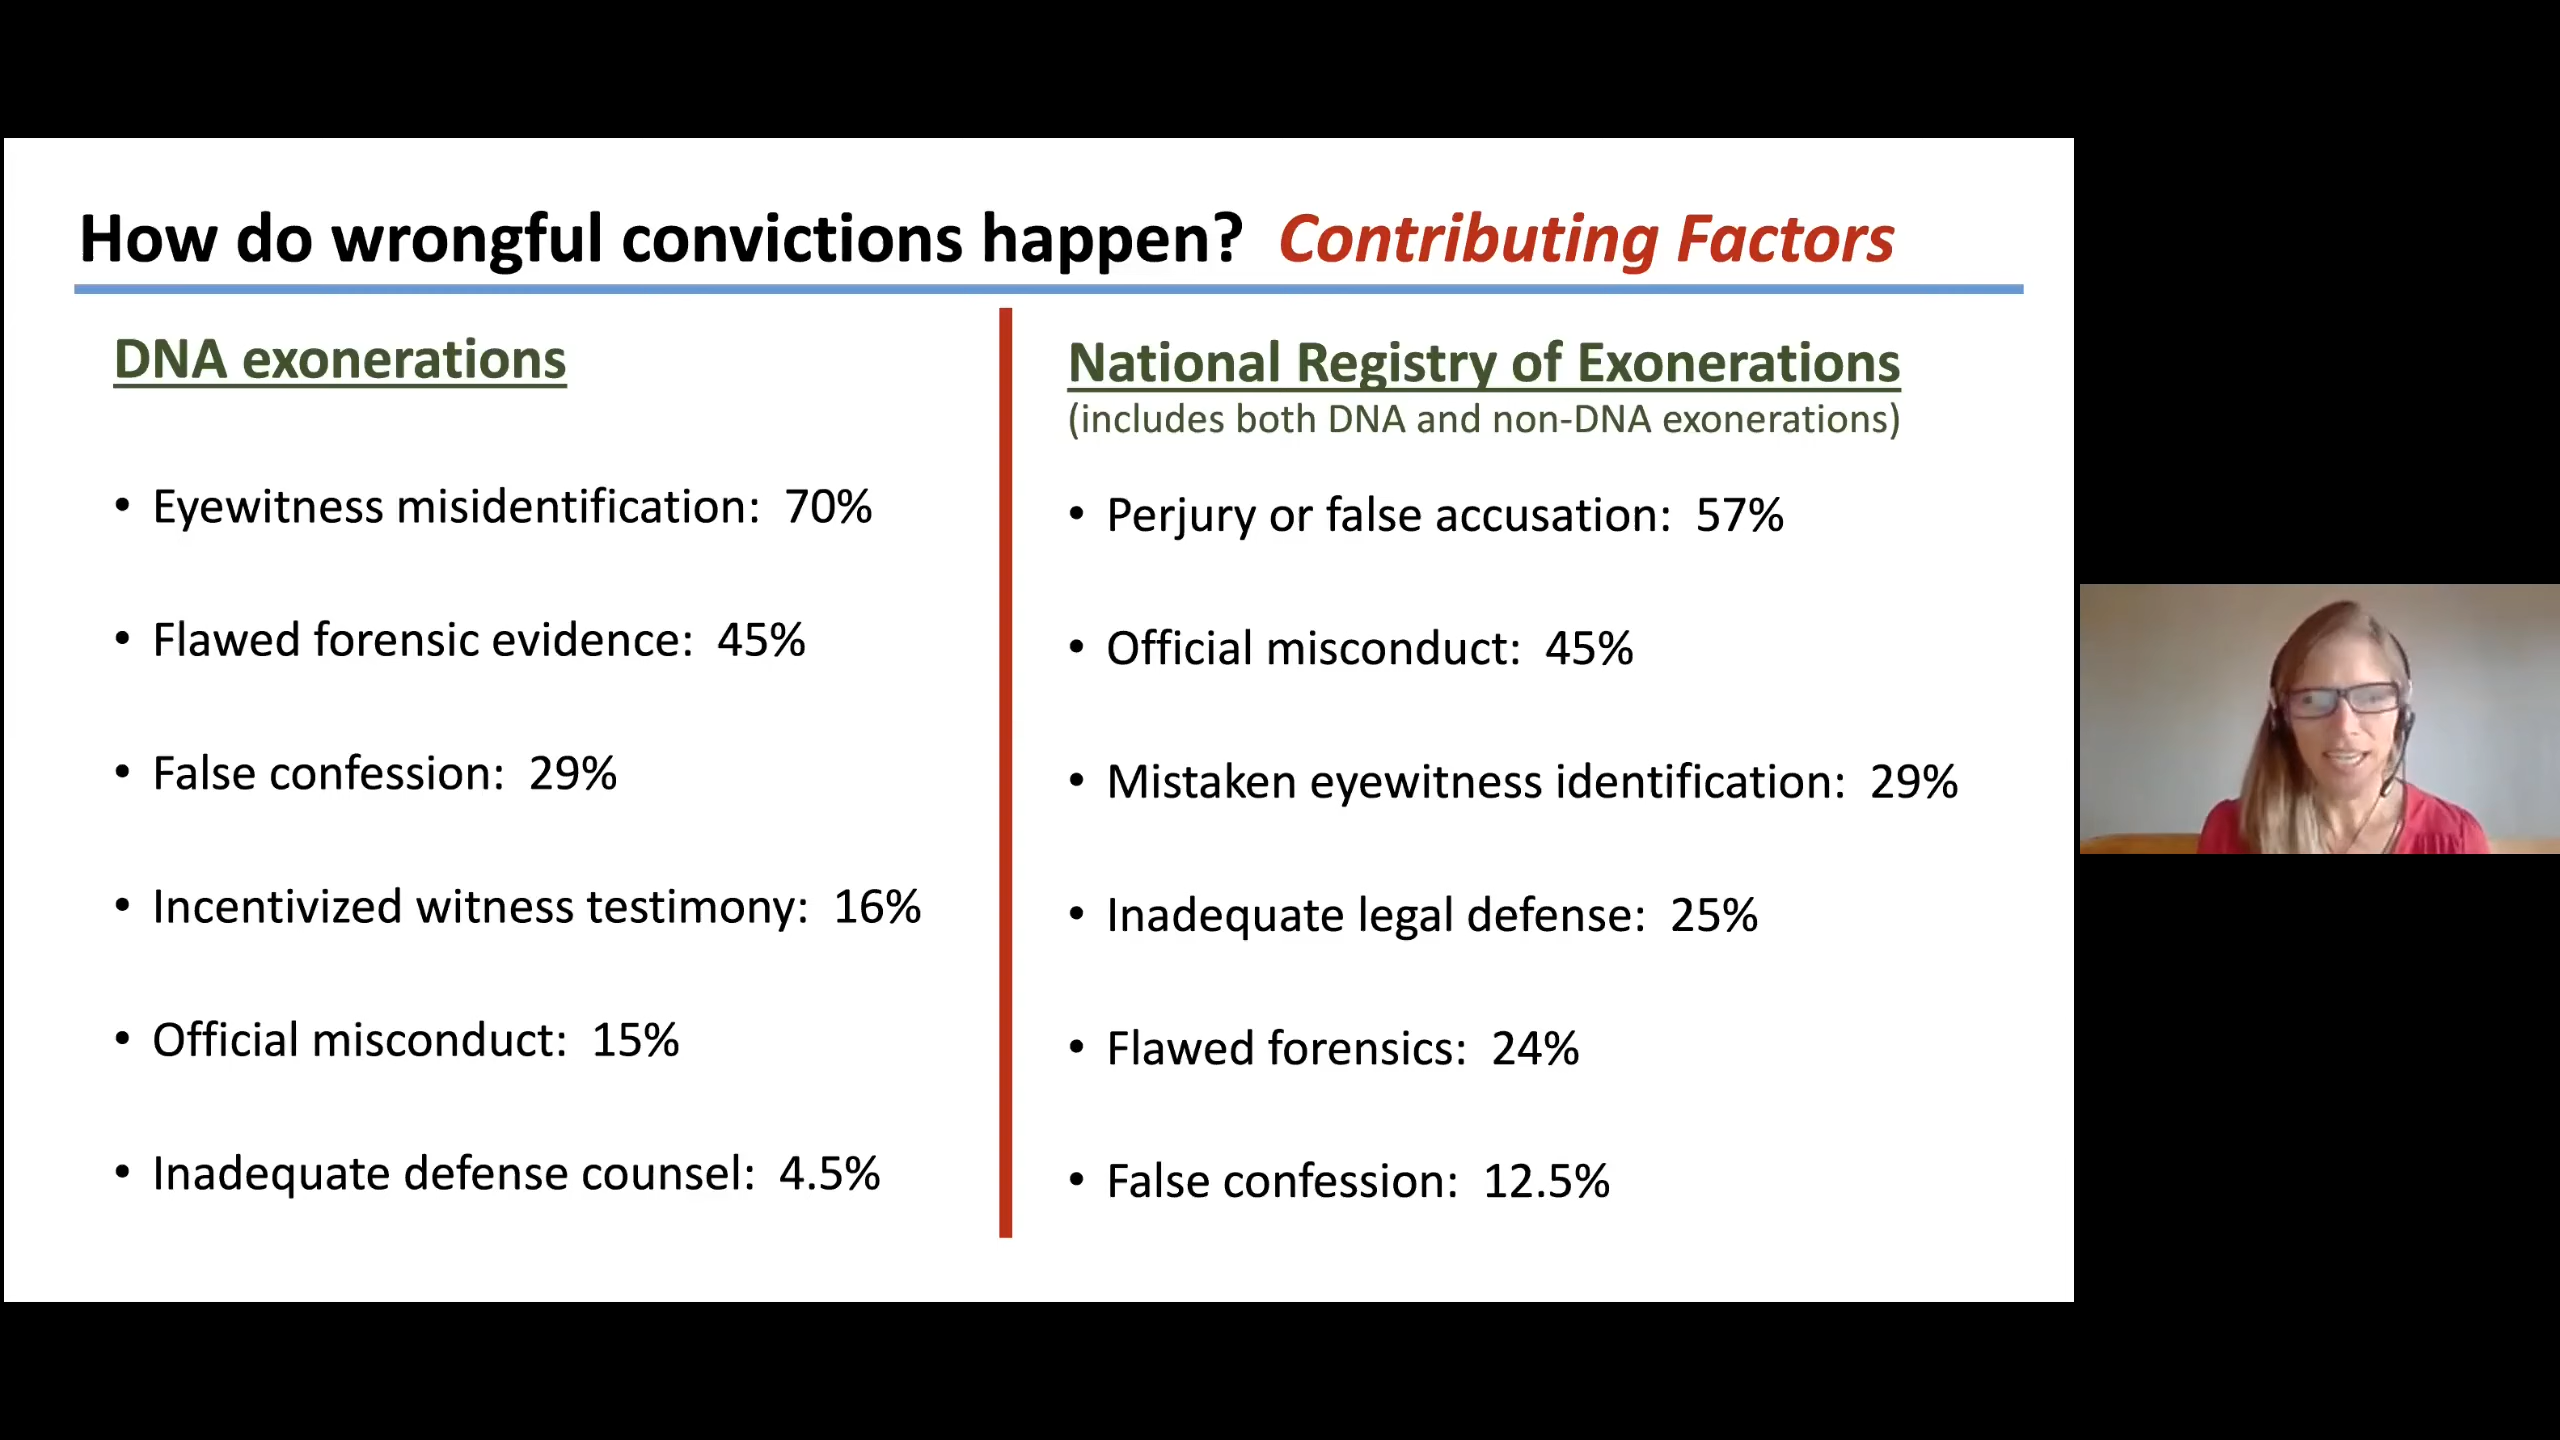 How do wrongful convictions happen? Contributing Factors
DNA exonerations
• Eyewitness misidentification: 70%
• Flawed forensic evidence: 45%
• False confession: 29%
• Incentivized witness testimony: 16%
• Official misconduct: 15%
• Inadequate defense counsel: 4.5%
National Registry of Exonerations
(includes both DNA and non-DNA exonerations)
• Perjury or false accusation: 57%
• Official misconduct: 45%
• Mistaken eyewitness identification: 29%
• Inadequate legal defense: 25%
• Flawed forensics: 24%
• False confession: 12.5%